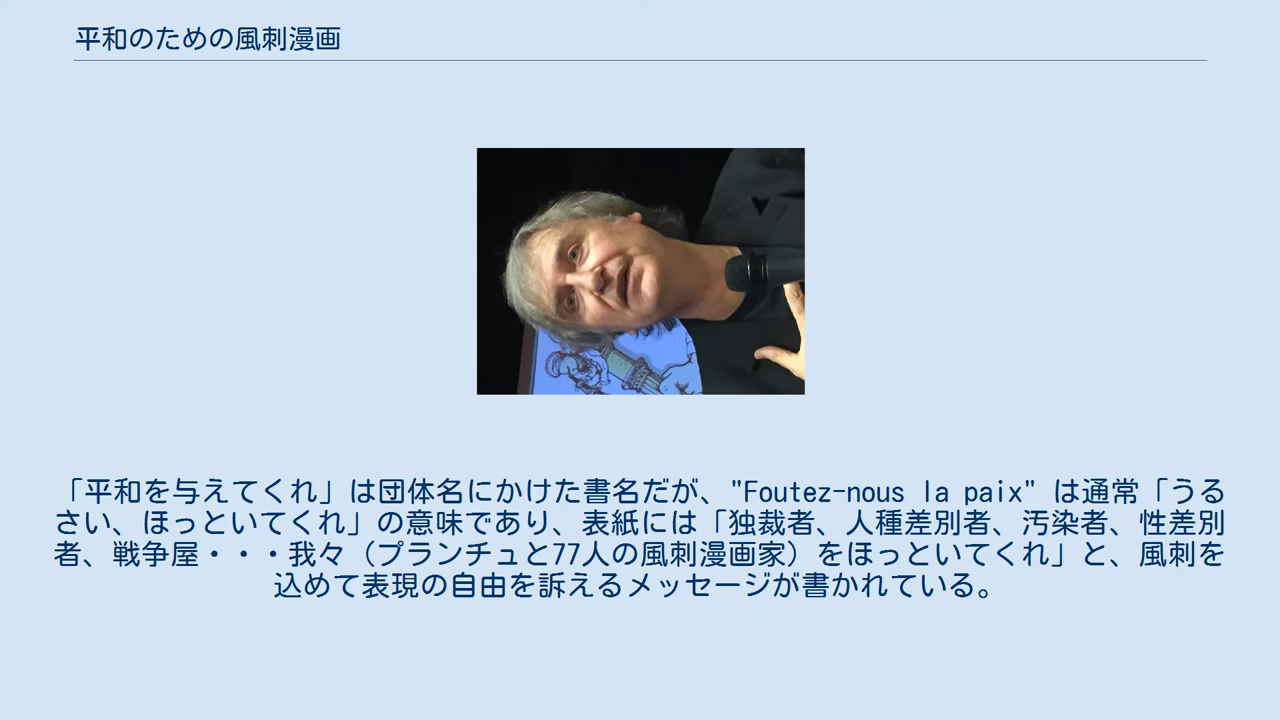 平和のための風刺漫画
「平和を与えてくれ」は団体名にかけた書名だが、"Foutez-nous la paix" は通常「うる
さい、ほっといてくれ」の意味であり、表紙には「独裁者、人種差別者、汚染者、性差別
者、戦争屋・・・我々（プランチュと77人の風刺漫画家）をほっといてくれ」と、風刺を
込めて表現の自由を訴えるメッセージが書かれている。